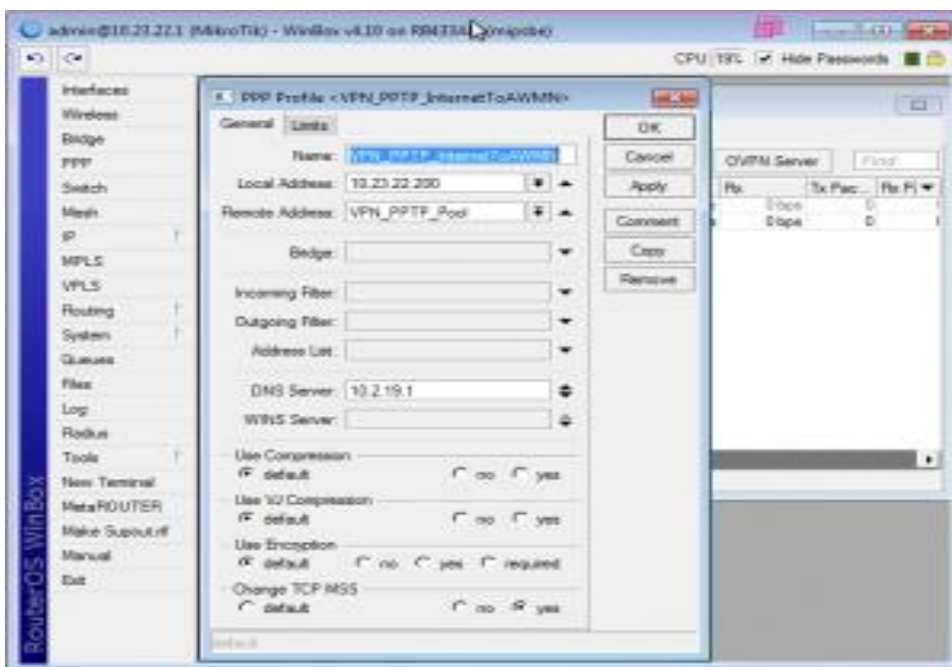 admin@10.23.22.1 (MikroTik) - WinBox on (mipsbe)
CPU: 19% Hide Passwords
Interfaces
Wireless
Bridge
PPP
Switch
Mesh
IP
MPLS
VPLS
Routing
System
Queues
Files
Log
Radius
Tools
New Terminal
MetaROUTER
Make Supout.rif
Manual
Exit
RouterOS WinBox
PPP Profile <VPN_PPTP_InternetToAWMN>
General Limits
Name: VPN_PPTP_InternetToAWMN
Local Address: 10.23.22.200
Remote Address: VPN_PPTP_Pool
Bridge:
Incoming Filter:
Outgoing Filter:
Address List:
DNS Server: 10.2.19.1
WINS Server:
Use Compression
default no yes
Use VJ Compression
default no yes
Use Encryption
default no yes required
Change TCP MSS
default no yes
default
OK
Cancel
Apply
Comment
Copy
Remove
OVPN Server Find
Rx Tx Pac... Rx P
0 bps 0
0 bps 0